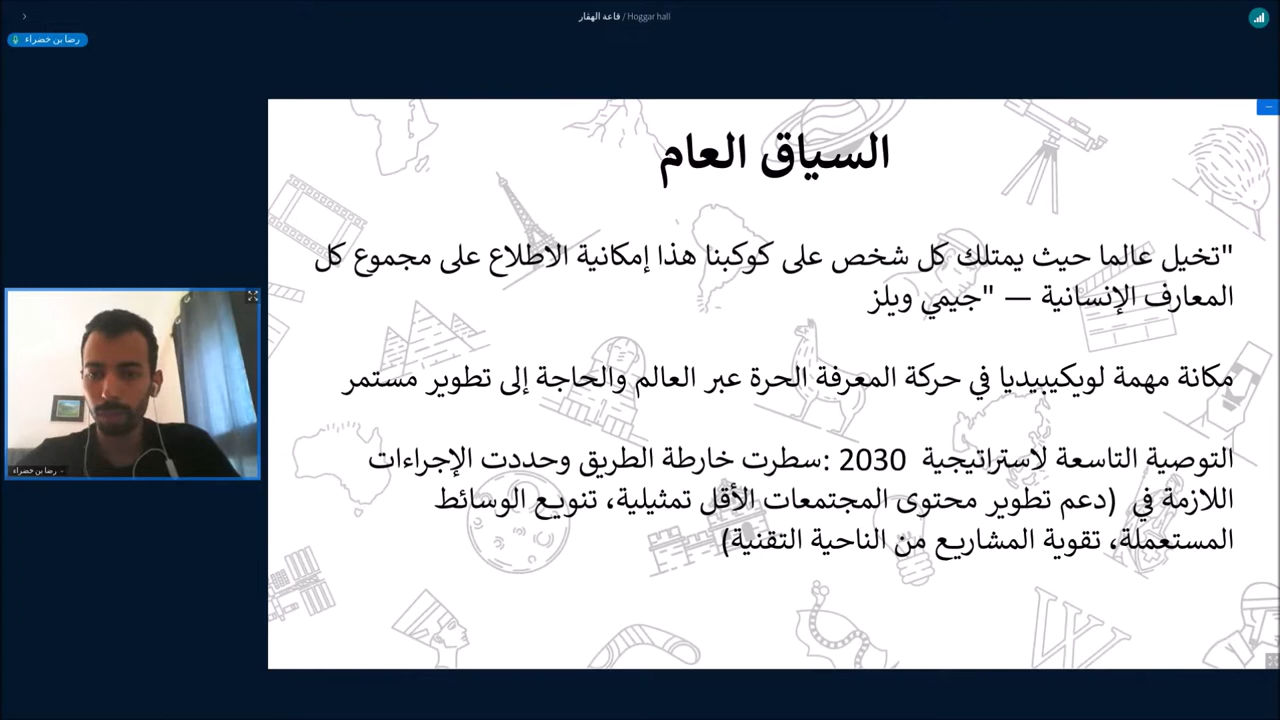 قاعة الهقار / Hoggar hall
رضا بن خضراء
السياق العام
"تخيل عالما حيث يمتلك كل شخص على كوكبنا هذا إمكانية الاطلاع على مجموع كل
المعارف الإنسانية — "جيمي ويلز
مكانة مهمة لويكيبيديا في حركة المعرفة الحرة عبر العالم والحاجة إلى تطوير مستمر
التوصية التاسعة لاستراتيجية 2030 :سطرت خارطة الطريق وحددت الإجراءات
اللازمة في (دعم تطوير محتوى المجتمعات الأقل تمثيلية، تنويع الوسائط
المستعملة، تقوية المشاريع من الناحية التقنية)
رضا بن خضراء